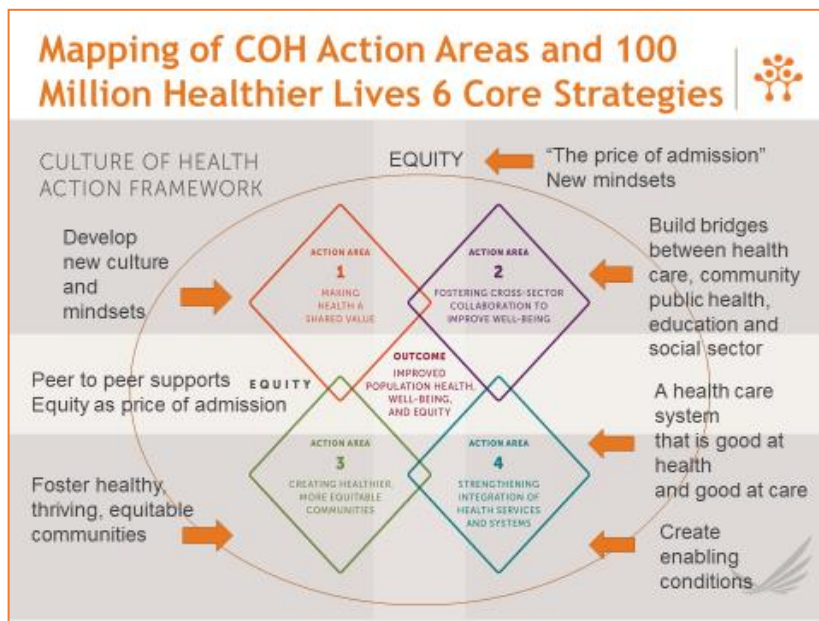 Mapping of COH Action Areas and 100
Million Healthier Lives 6 Core Strategies
CULTURE OF HEALTH
ACTION FRAMEWORK
EQUITY
“The price of admission”
New mindsets
Develop
new culture
and
mindsets
ACTION AREA
1
MAKING
HEALTH A
SHARED VALUE
ACTION AREA
2
FOSTERING CROSS-SECTOR
COLLABORATION TO
IMPROVE WELL-BEING
Build bridges
between health
care, community
public health,
education and
social sector
Peer to peer supports
Equity as price of admission
EQUITY
OUTCOME
IMPROVED
POPULATION HEALTH,
WELL-BEING,
AND EQUITY
Foster healthy,
thriving, equitable
communities
ACTION AREA
3
CREATING HEALTHIER,
MORE EQUITABLE
COMMUNITIES
ACTION AREA
4
STRENGTHENING
INTEGRATION OF
HEALTH SERVICES
AND SYSTEMS
A health care
system
that is good at
health
and good at care
Create
enabling
conditions